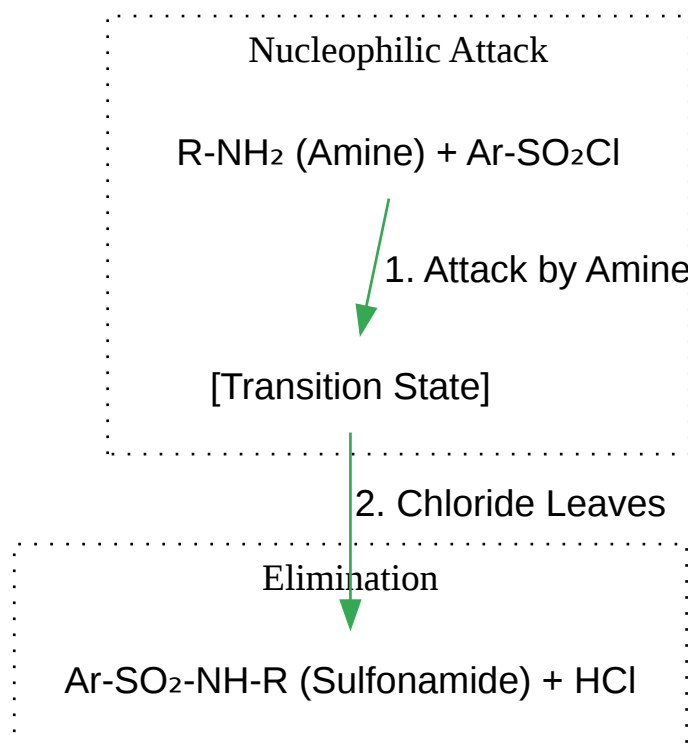 Nucleophilic Attack
R-NH₂ (Amine) + Ar-SO₂Cl
1. Attack by Amine
[Transition State]
2. Chloride Leaves
Elimination
Ar-SO₂-NH-R (Sulfonamide) + HCl